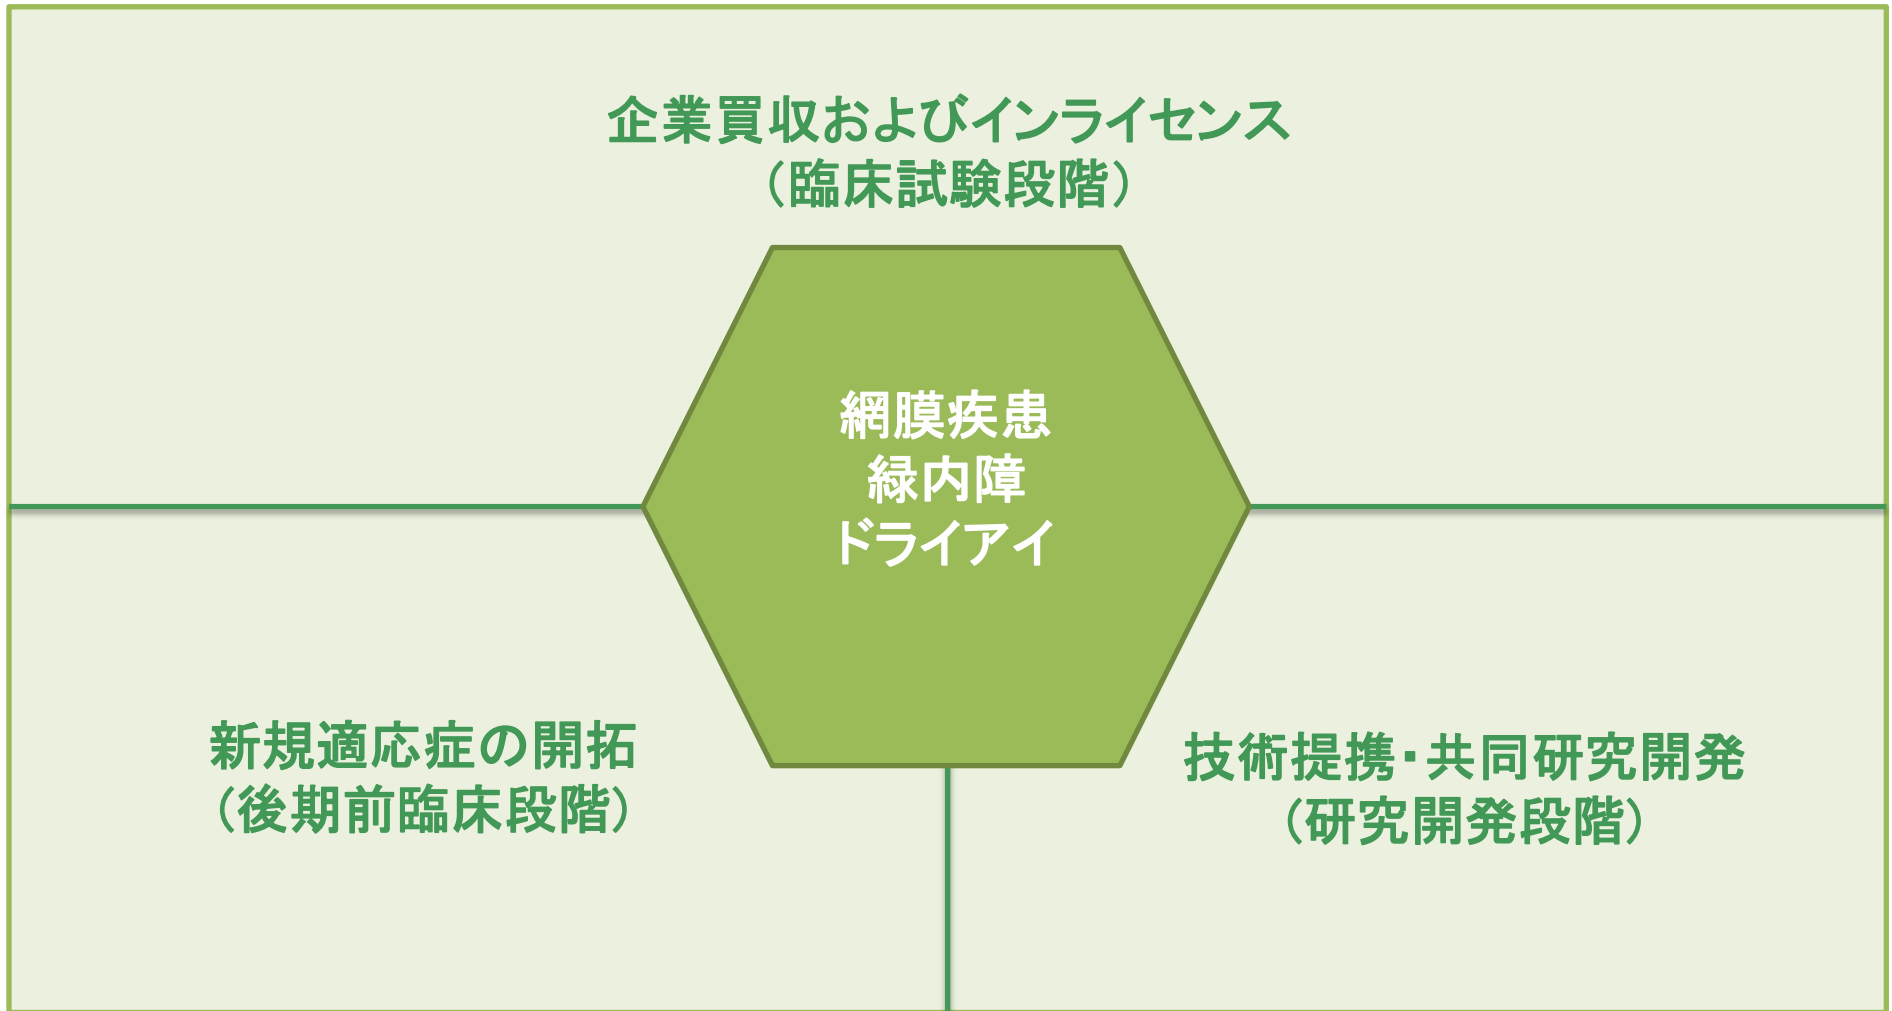 企業買収およびインライセンス
（臨床試験段階）
網膜疾患
緑内障
ドライアイ
新規適応症の開拓
（後期前臨床段階）
技術提携・共同研究開発
（研究開発段階）